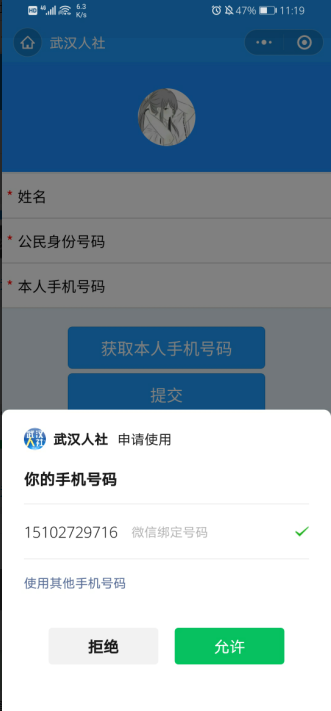 HD 4G 6.3 K/s 47% 11:19
武汉人社
* 姓名
* 公民身份号码
* 本人手机号码
获取本人手机号码
提交
武汉人社 武汉人社 申请使用
你的手机号码
15102729716 微信绑定号码
使用其他手机号码
拒绝 允许